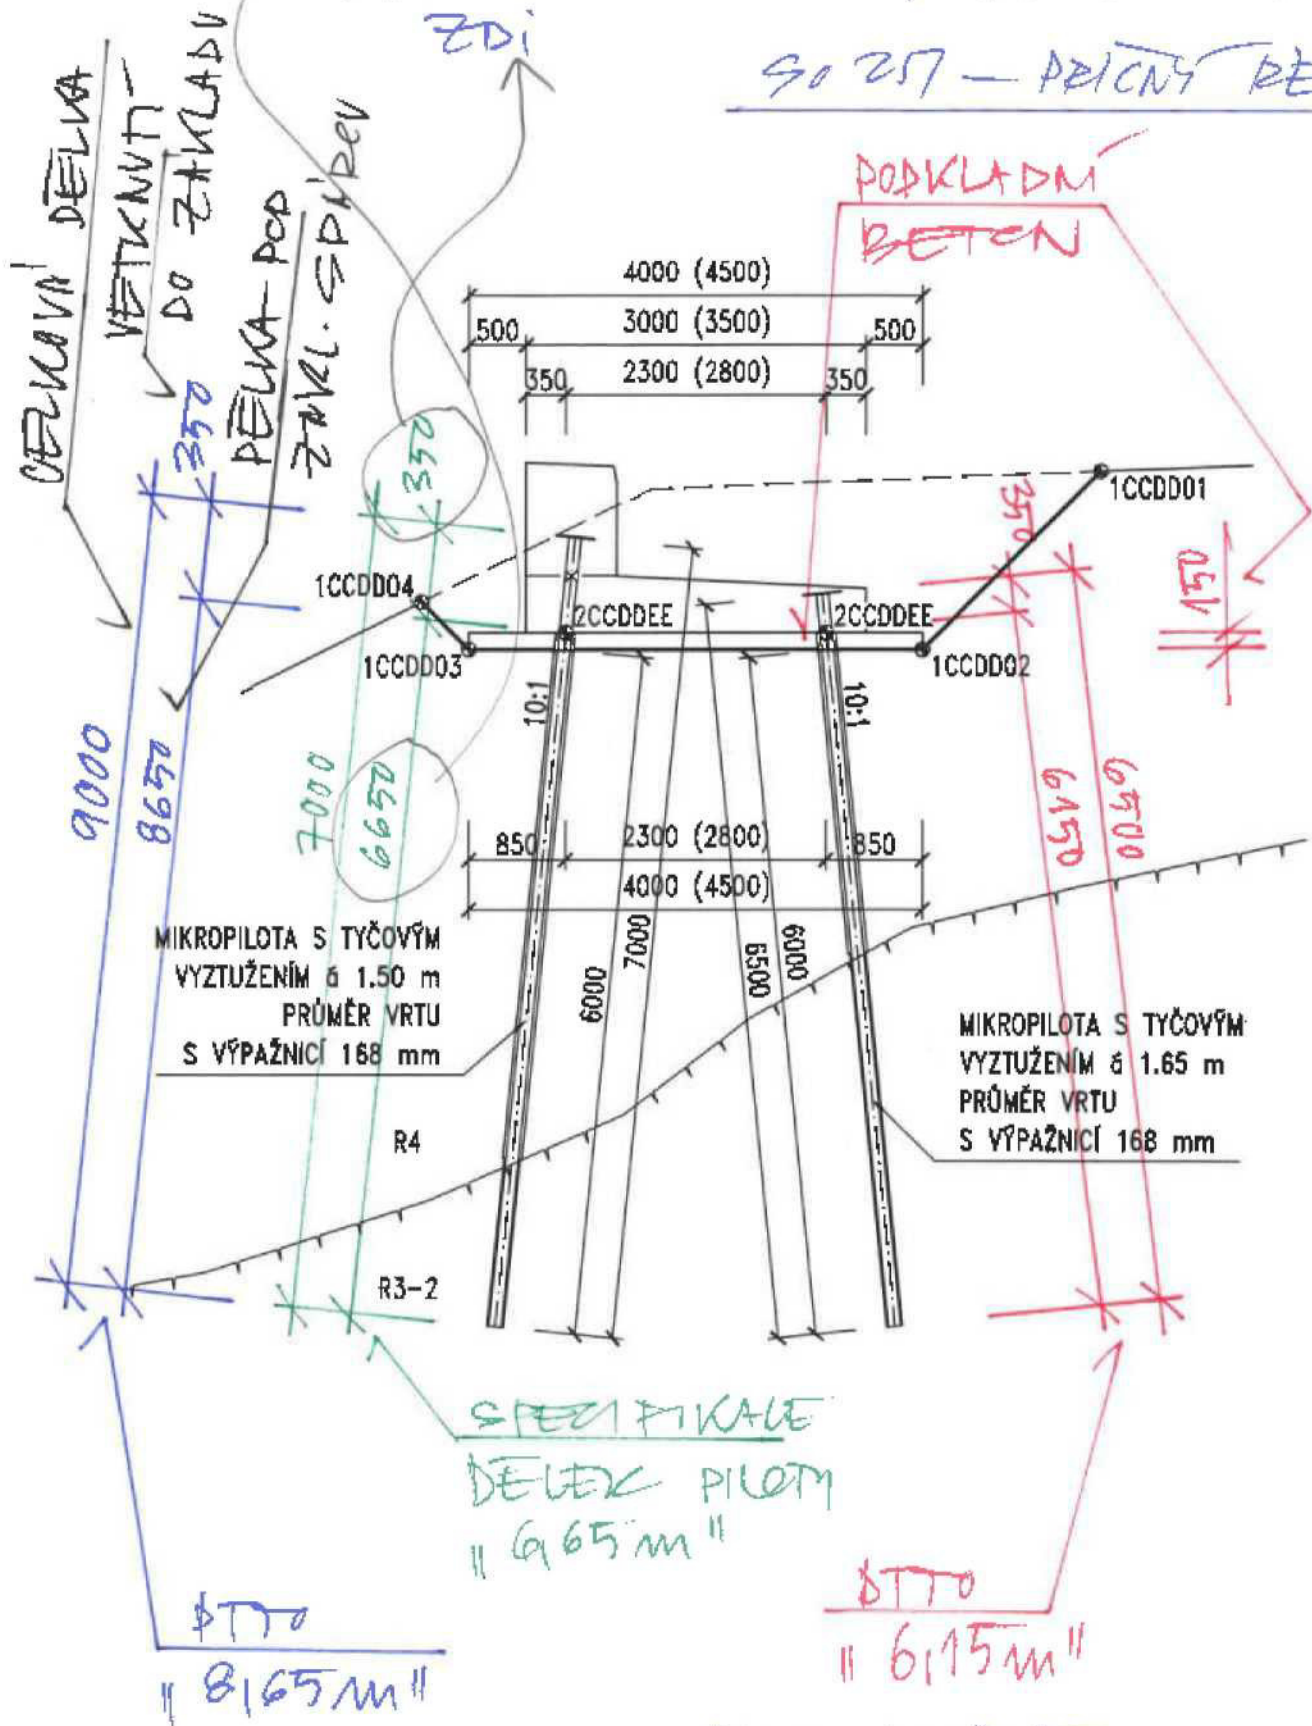 ZDi
SO 257 — PŘÍČNÝ ŘE
CELKOVÁ DÉLKA
VETKNUTÍ
DO ZÁKLADU
DÉLKA POD
ZÁKL. SPÁROU
PODKLADNÍ
BETON
4000 (4500)
500
3000 (3500)
500
350
2300 (2800)
350
350
350
350
150
1CCDD01
1CCDD04
2CCDDEE
2CCDDEE
1CCDD03
1CCDD02
10:1
10:1
9000
8650
7000
6650
6150
6500
850
2300 (2800)
850
4000 (4500)
6000
7000
6500
6000
MIKROPILOTA S TYČOVÝM
VYZTUŽENÍM á 1.50 m
PRŮMĚR VRTU
S VÝPAŽNICÍ 168 mm
MIKROPILOTA S TYČOVÝM
VYZTUŽENÍM á 1.65 m
PRŮMĚR VRTU
S VÝPAŽNICÍ 168 mm
R4
R3-2
SPECIFIKACE
DÉLEK PILOTY
" 6,65 m "
DTTO
" 8,65 m "
DTTO
" 6,15 m "